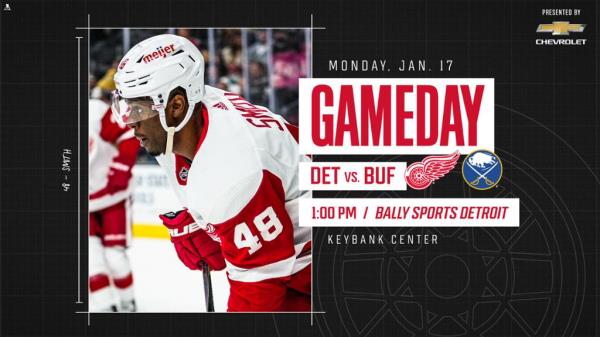 PRESENTED BY
CHEVROLET
MONDAY, JAN. 17
GAMEDAY
DET vs. BUF
1:00 PM / BALLY SPORTS DETROIT
KEYBANK CENTER
48 - SMITH
meijer
48